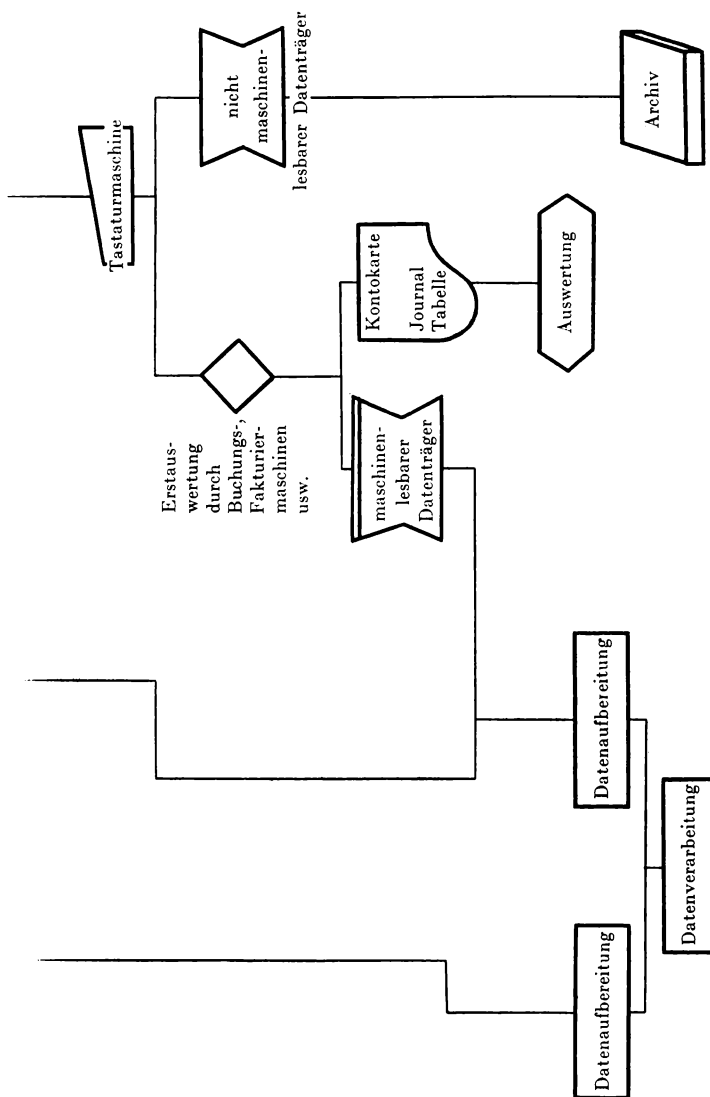 Tastaturmaschine
nicht
maschinen-
lesbarer Datenträger
Archiv
Erstaus-
wertung
durch
Buchungs-,
Fakturier-
maschinen
usw.
Kontokarte
Journal
Tabelle
Auswertung
maschinen-
lesbarer
Datenträger
Datenaufbereitung
Datenaufbereitung
Datenverarbeitung